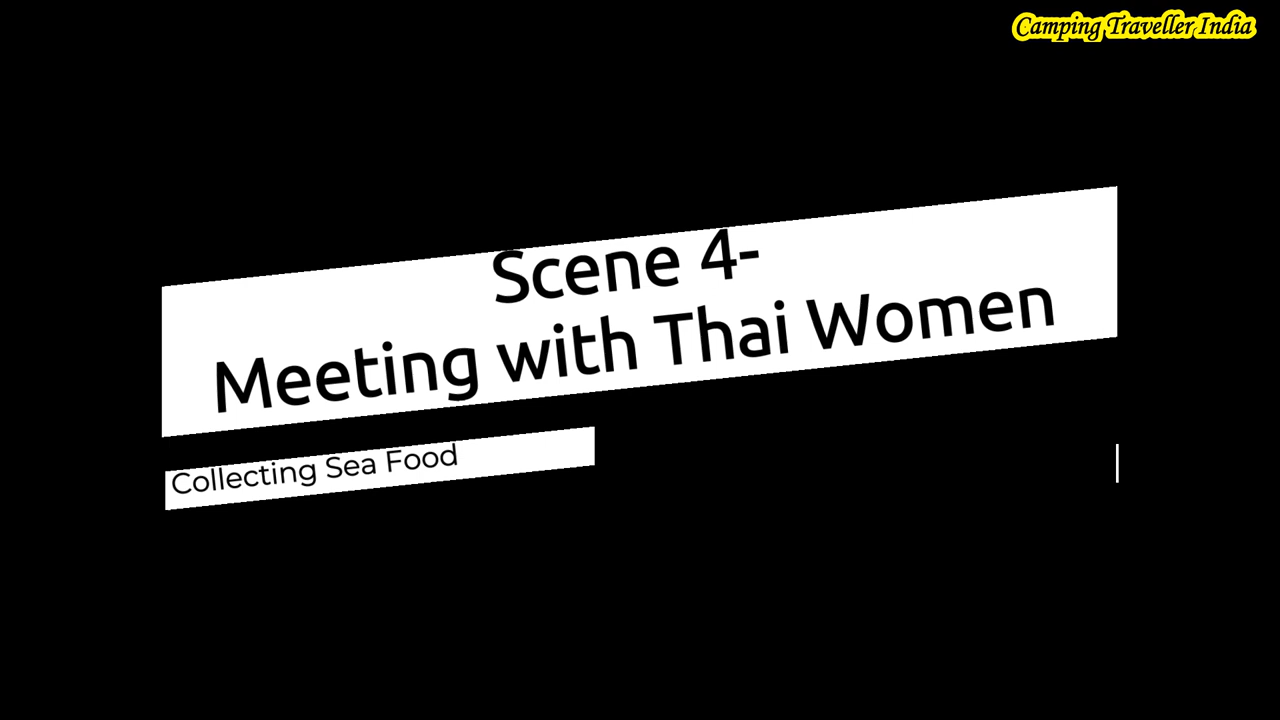 Camping Traveller India
Scene 4-
Meeting with Thai Women
Collecting Sea Food